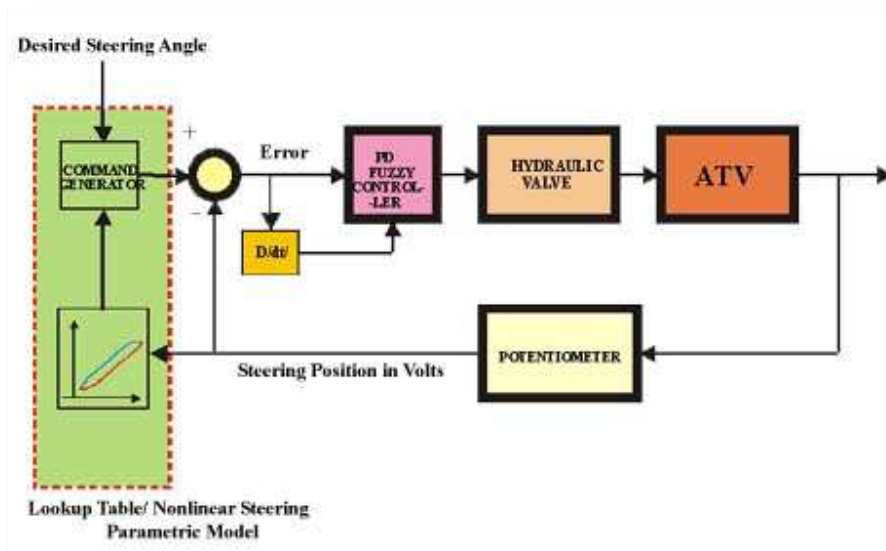 Desired Steering Angle
+
COMMAND
GENERATOR
Error
PD
FUZZY
CONTROL-
-LER
HYDRAULIC
VALVE
ATV
-
D/dt/
Steering Position in Volts
POTENTIOMETER
Lookup Table/ Nonlinear Steering
Parametric Model